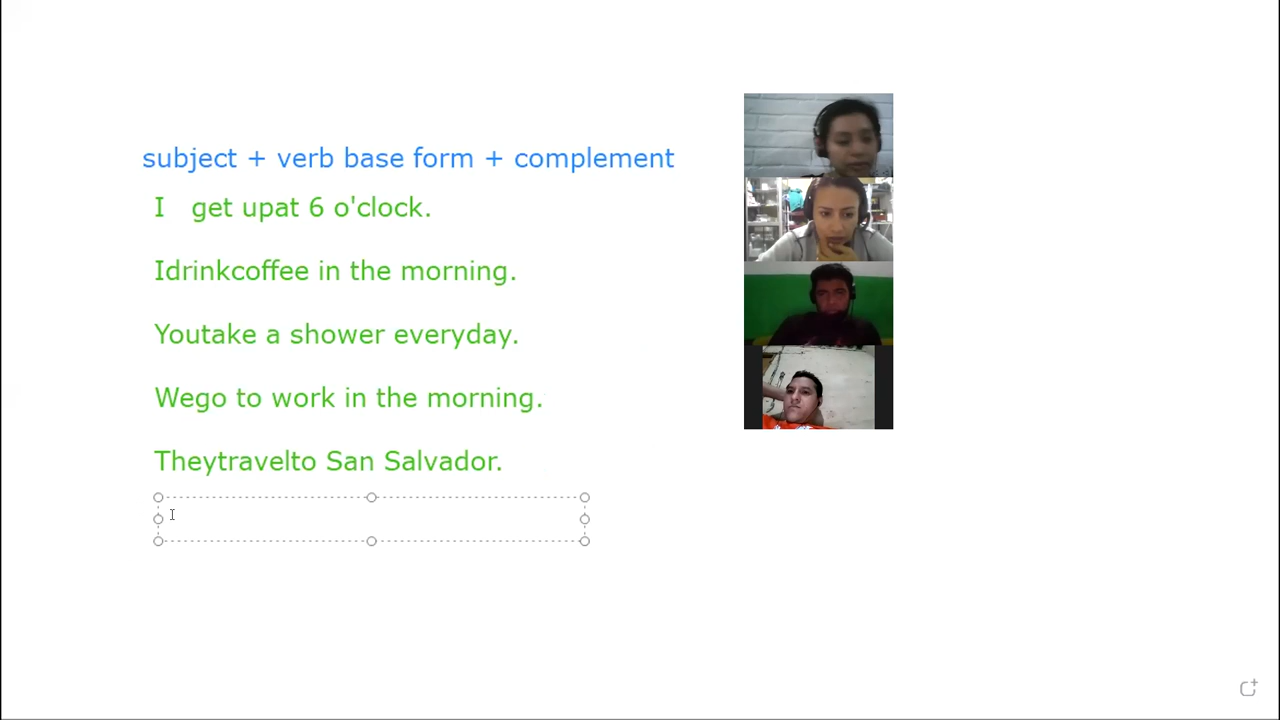 subject + verb base form + complement
I get upat 6 o'clock.
Idrinkcoffee in the morning.
Youtake a shower everyday.
Wego to work in the morning.
Theytravelto San Salvador.